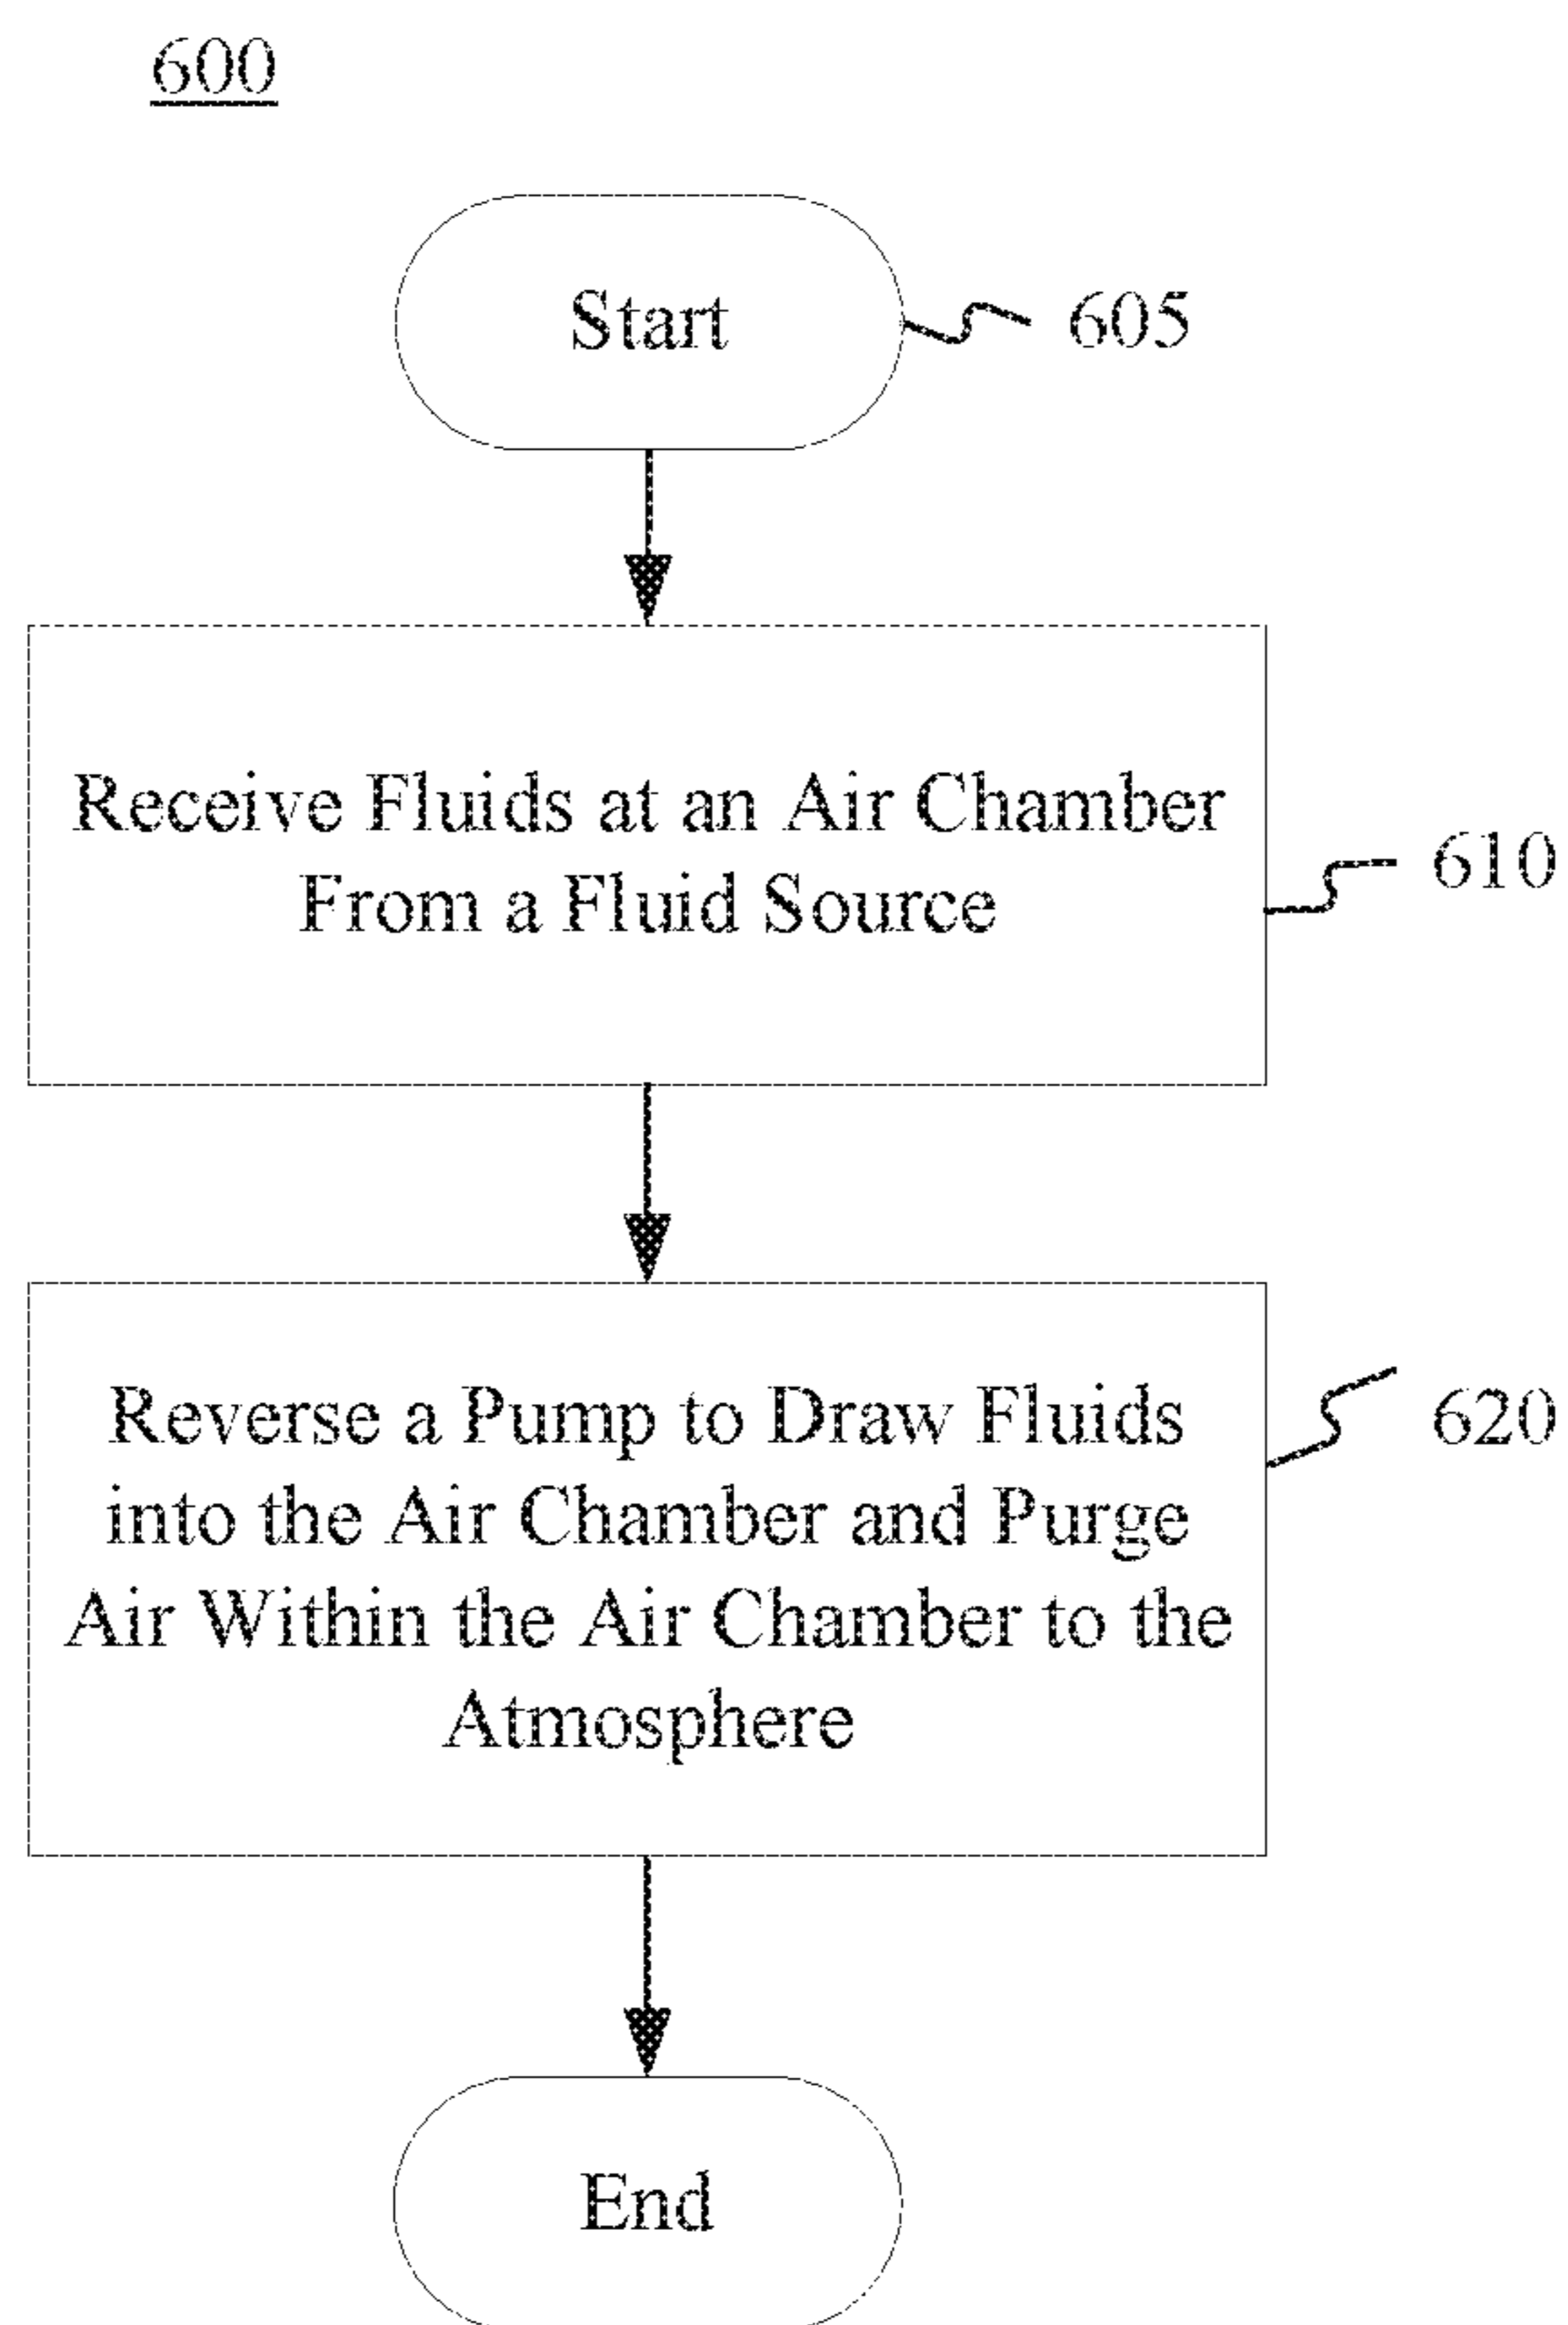 600
Start
605
Receive Fluids at an Air Chamber
From a Fluid Source
610
Reverse a Pump to Draw Fluids
into the Air Chamber and Purge
Air Within the Air Chamber to the
Atmosphere
620
End